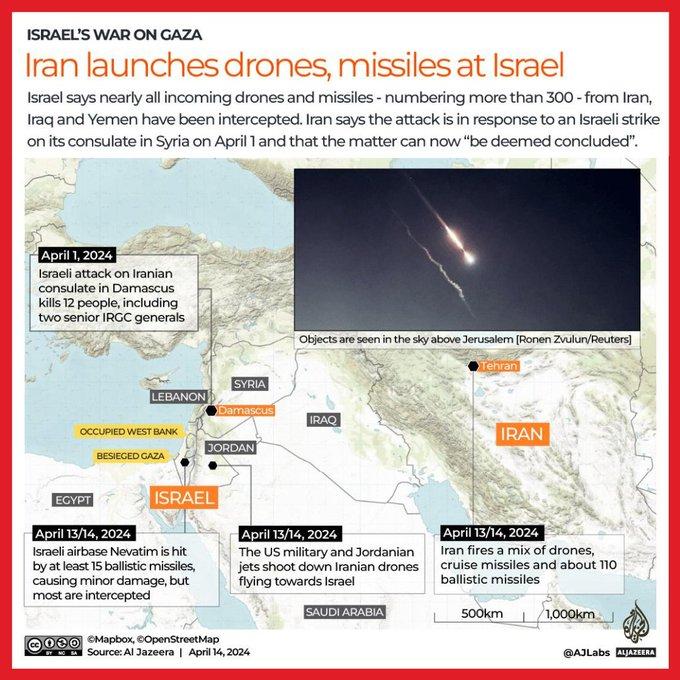 ISRAEL'S WAR ON GAZA
Iran launches drones, missiles at Israel
Israel says nearly all incoming drones and missiles - numbering more than 300 - from Iran,
Iraq and Yemen have been intercepted. Iran says the attack is in response to an Israeli strike
on its consulate in Syria on April 1 and that the matter can now “be deemed concluded”.
April 1, 2024
Israeli attack on Iranian
consulate in Damascus
kills 12 people, including
two senior IRGC generals
Objects are seen in the sky above Jerusalem [Ronen Zvulun/Reuters]
Tehran
SYRIA
LEBANON
Damascus
IRAQ
IRAN
OCCUPIED WEST BANK
JORDAN
BESIEGED GAZA
EGYPT
ISRAEL
April 13/14, 2024
Israeli airbase Nevatim is hit
by at least 15 ballistic missiles,
causing minor damage, but
most are intercepted
April 13/14, 2024
The US military and Jordanian
jets shoot down Iranian drones
flying towards Israel
April 13/14, 2024
Iran fires a mix of drones,
cruise missiles and about 110
ballistic missiles
SAUDI ARABIA
500km
1,000km
cc
BY NC SA
©Mapbox, ©OpenStreetMap
Source: Al Jazeera | April 14, 2024
@AJLabs
ALJAZEERA